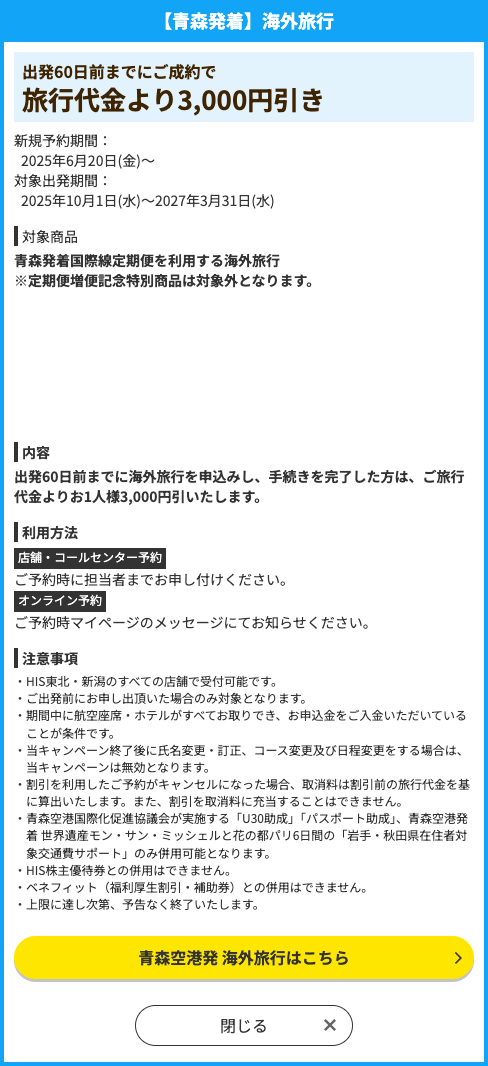 【青森発着】海外旅行
出発60日前までにご成約で
旅行代金より3,000円引き
新規予約期間：
2025年6月20日(金)～
対象出発期間：
2025年10月1日(水)～2027年3月31日(水)
対象商品
青森発着国際線定期便を利用する海外旅行
※定期便増便記念特別商品は対象外となります。
内容
出発60日前までに海外旅行を申込みし、手続きを完了した方は、ご旅行
代金よりお1人様3,000円引いたします。
利用方法
店舗・コールセンター予約
ご予約時に担当者までお申し付けください。
オンライン予約
ご予約時マイページのメッセージにてお知らせください。
注意事項
・HIS東北・新潟のすべての店舗で受付可能です。
・ご出発前にお申し出頂いた場合のみ対象となります。
・期間中に航空座席・ホテルがすべてお取りでき、お申込金をご入金いただいている
ことが条件です。
・当キャンペーン終了後に氏名変更・訂正、コース変更及び日程変更をする場合は、
当キャンペーンは無効となります。
・割引を利用したご予約がキャンセルになった場合、取消料は割引前の旅行代金を基
に算出いたします。また、割引を取消料に充当することはできません。
・青森空港国際化促進協議会が実施する「U30助成」「パスポート助成」、青森空港発
着 世界遺産モン・サン・ミッシェルと花の都パリ6日間の「岩手・秋田県在住者対
象交通費サポート」のみ併用可能となります。
・HIS株主優待券との併用はできません。
・ベネフィット（福利厚生割引・補助券）との併用はできません。
・上限に達し次第、予告なく終了いたします。
青森空港発 海外旅行はこちら
閉じる ×